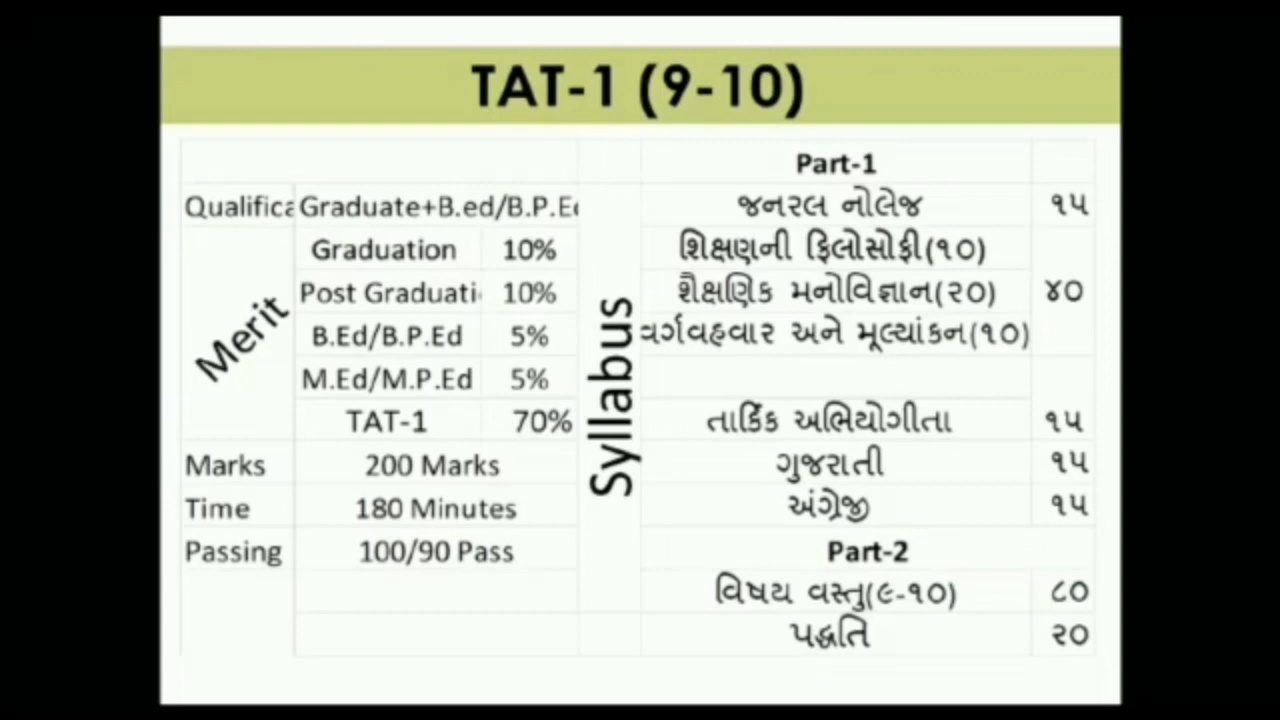 TAT-1 (9-10)
Part-1
Qualifica Graduate+B.ed/B.P.Ed જનરલ નોલેજ ૧૫
Graduation 10% શિક્ષણની ફિલોસોફી(૧૦)
Post Graduati 10% શૈક્ષણિક મનોવિજ્ઞાન(૨૦) ૪૦
Merit B.Ed/B.P.Ed 5% વર્ગવહવાર અને મૂલ્યાંકન(૧૦)
M.Ed/M.P.Ed 5%
Syllabus
TAT-1 70% તાર્કિક અભિયોગીતા ૧૫
Marks 200 Marks ગુજરાતી ૧૫
Time 180 Minutes અંગ્રેજી ૧૫
Passing 100/90 Pass Part-2
વિષય વસ્તુ(૯-૧૦) ૮૦
પદ્ધતિ ૨૦